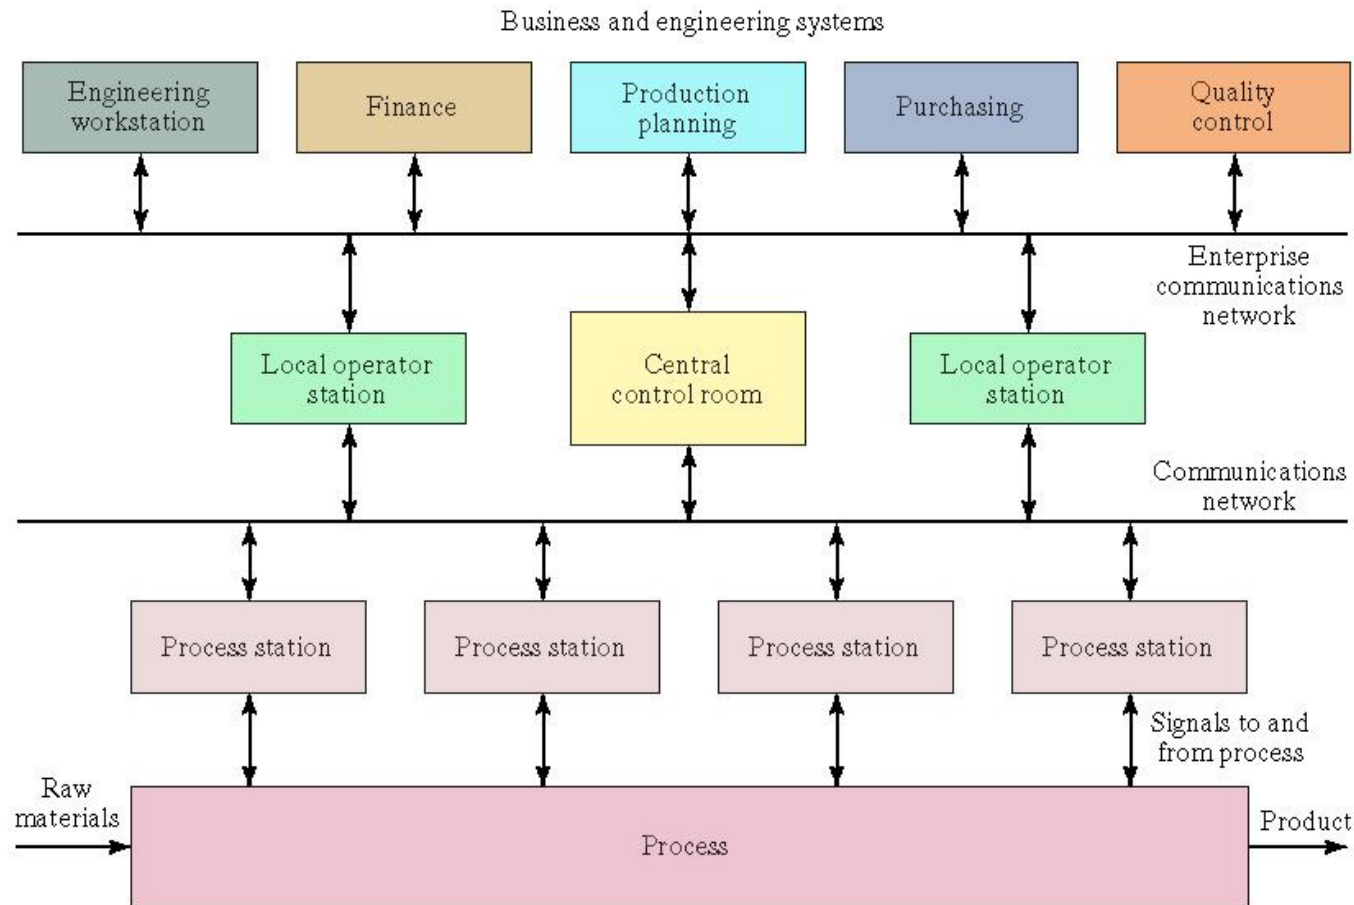 Business and engineering systems
Engineering
workstation
Finance
Production
planning
Purchasing
Quality
control
Enterprise
communications
network
Local operator
station
Central
control room
Local operator
station
Communications
network
Process station
Process station
Process station
Process station
Signals to and
from process
Raw
materials
Process
Product